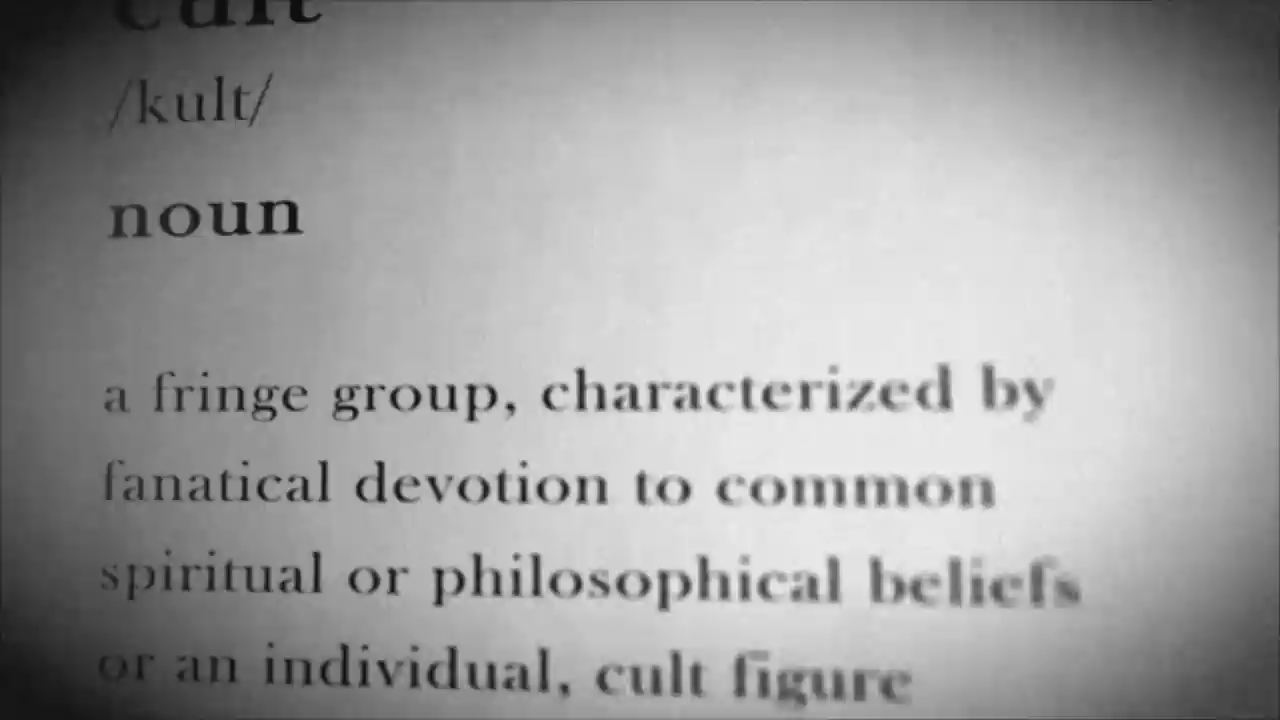 cult
/kult/
noun
a fringe group, characterized by
fanatical devotion to common
spiritual or philosophical beliefs
or an individual, cult figure